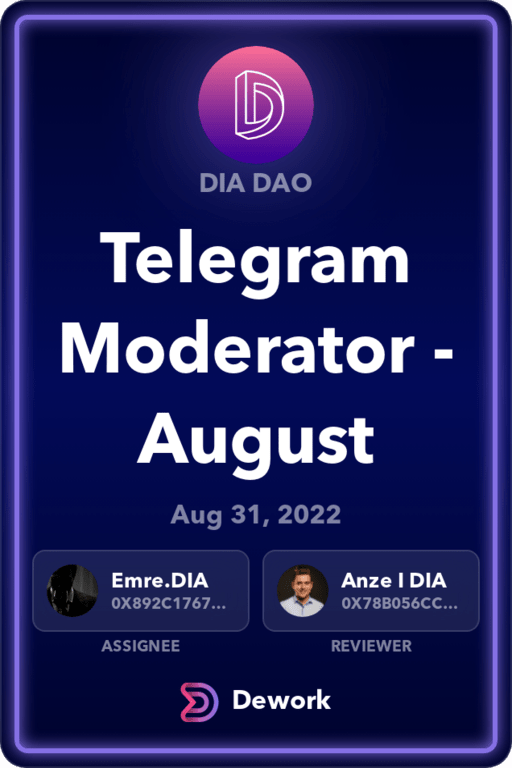 DIA DAO
Telegram
Moderator -
August
Aug 31, 2022
Emre.DIA
0X892C1767...
ASSIGNEE
Anze | DIA
0X78B056CC...
REVIEWER
Dework